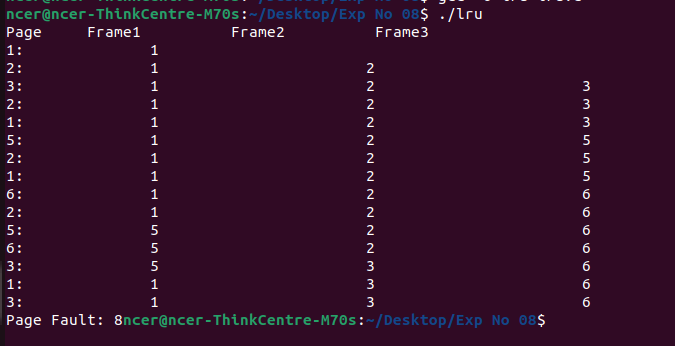 ncer@ncer-ThinkCentre-M70s:~/Desktop/Exp No 08$ ./lru
Page Frame1 Frame2 Frame3
1: 1
2: 1 2
3: 1 2 3
2: 1 2 3
1: 1 2 3
5: 1 2 5
2: 1 2 5
1: 1 2 5
6: 1 2 6
2: 1 2 6
5: 5 2 6
6: 5 2 6
3: 5 3 6
1: 1 3 6
3: 1 3 6
Page Fault: 8ncer@ncer-ThinkCentre-M70s:~/Desktop/Exp No 08$